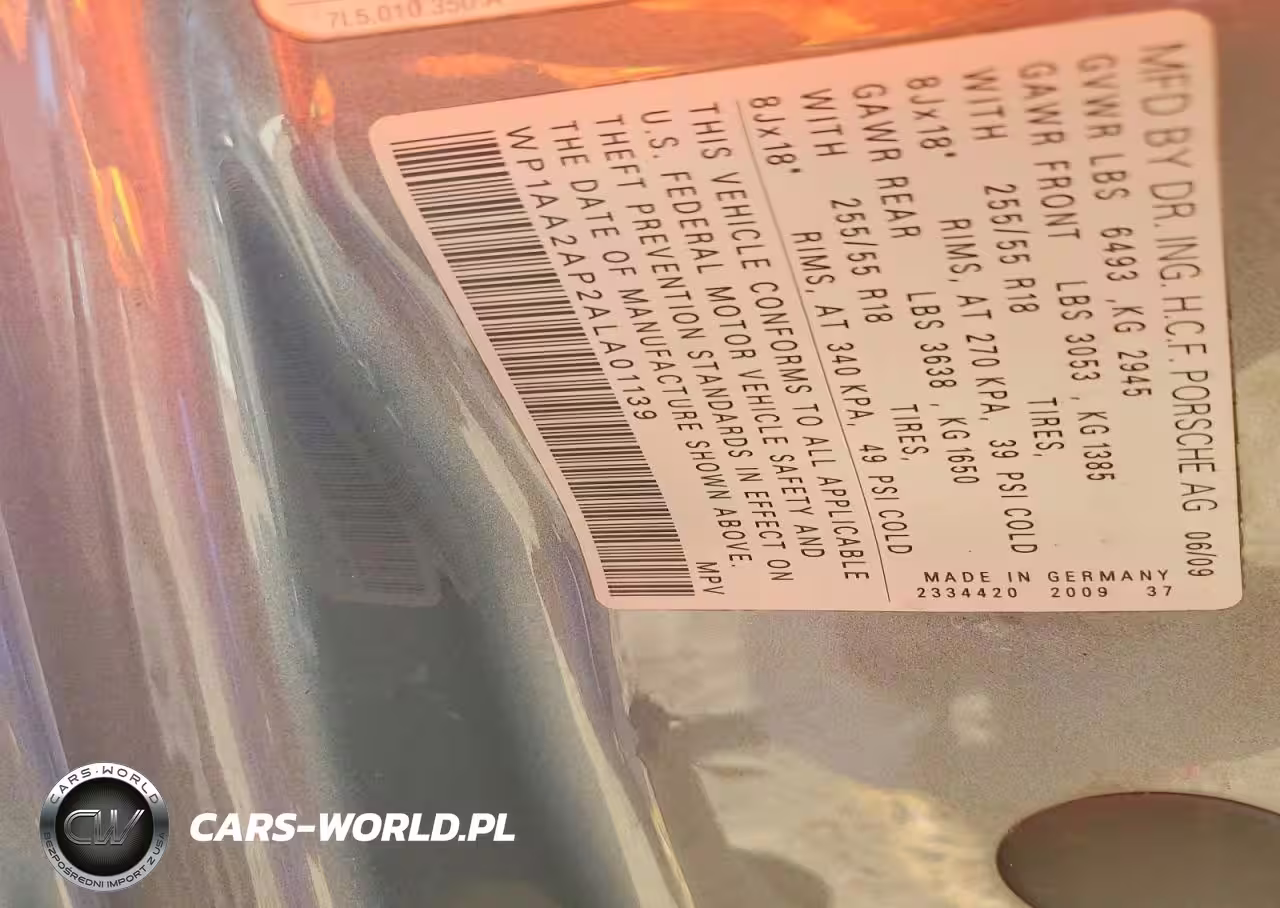 7L5.010.350 A
MFD BY DR. ING. H.C.F. PORSCHE AG 06/09
GVWR LBS 6493 ,KG 2945
GAWR FRONT LBS 3053 , KG 1385
WITH 255/55 R18 TIRES,
8Jx18" RIMS, AT 270 KPA, 39 PSI COLD
GAWR REAR LBS 3638 , KG 1650
WITH 255/55 R18 TIRES,
8Jx18" RIMS, AT 340 KPA, 49 PSI COLD
THIS VEHICLE CONFORMS TO ALL APPLICABLE
U.S. FEDERAL MOTOR VEHICLE SAFETY AND
THEFT PREVENTION STANDARDS IN EFFECT ON
THE DATE OF MANUFACTURE SHOWN ABOVE.
WP1AA2AP2ALA01139 MPV
MADE IN GERMANY
2334420 2009 37
CARS-WORLD
CW
BEZPOŚREDNI IMPORT Z USA
CARS-WORLD.PL